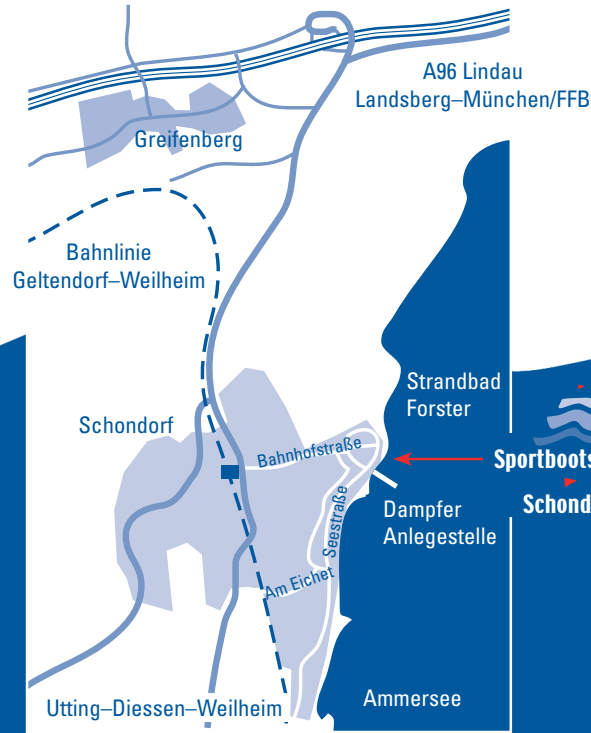 A96 Lindau
Landsberg–München/FFB
Greifenberg
Bahnlinie
Geltendorf–Weilheim
Strandbad
Forster
Schondorf
Bahnhofstraße
Sportboots
Schond
Dampfer
Anlegestelle
Seestraße
Am Eichet
Ammersee
Utting–Diessen–Weilheim